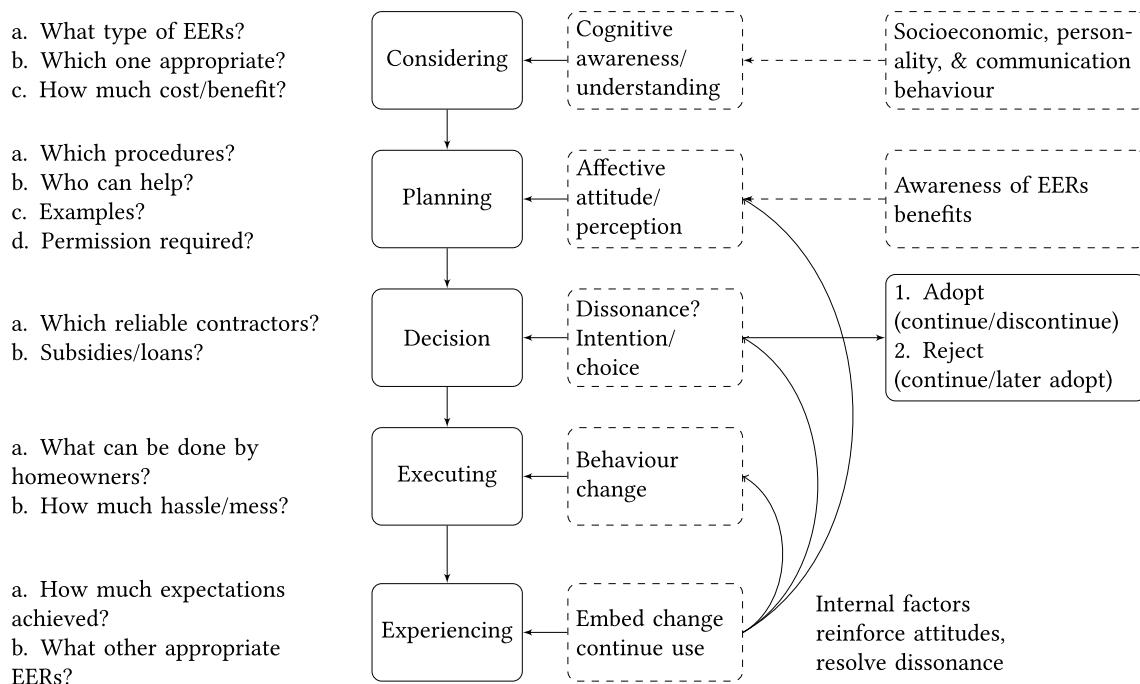 a. What type of EERs?
b. Which one appropriate?
c. How much cost/benefit?
Considering
Cognitive
awareness/
understanding
Socioeconomic, person-
ality, & communication
behaviour
a. Which procedures?
b. Who can help?
c. Examples?
d. Permission required?
Planning
Affective
attitude/
perception
Awareness of EERs
benefits
a. Which reliable contractors?
b. Subsidies/loans?
Decision
Dissonance?
Intention/
choice
1. Adopt
(continue/discontinue)
2. Reject
(continue/later adopt)
a. What can be done by
homeowners?
b. How much hassle/mess?
Executing
Behaviour
change
a. How much expectations
achieved?
b. What other appropriate
EERs?
Experiencing
Embed change
continue use
Internal factors
reinforce attitudes,
resolve dissonance